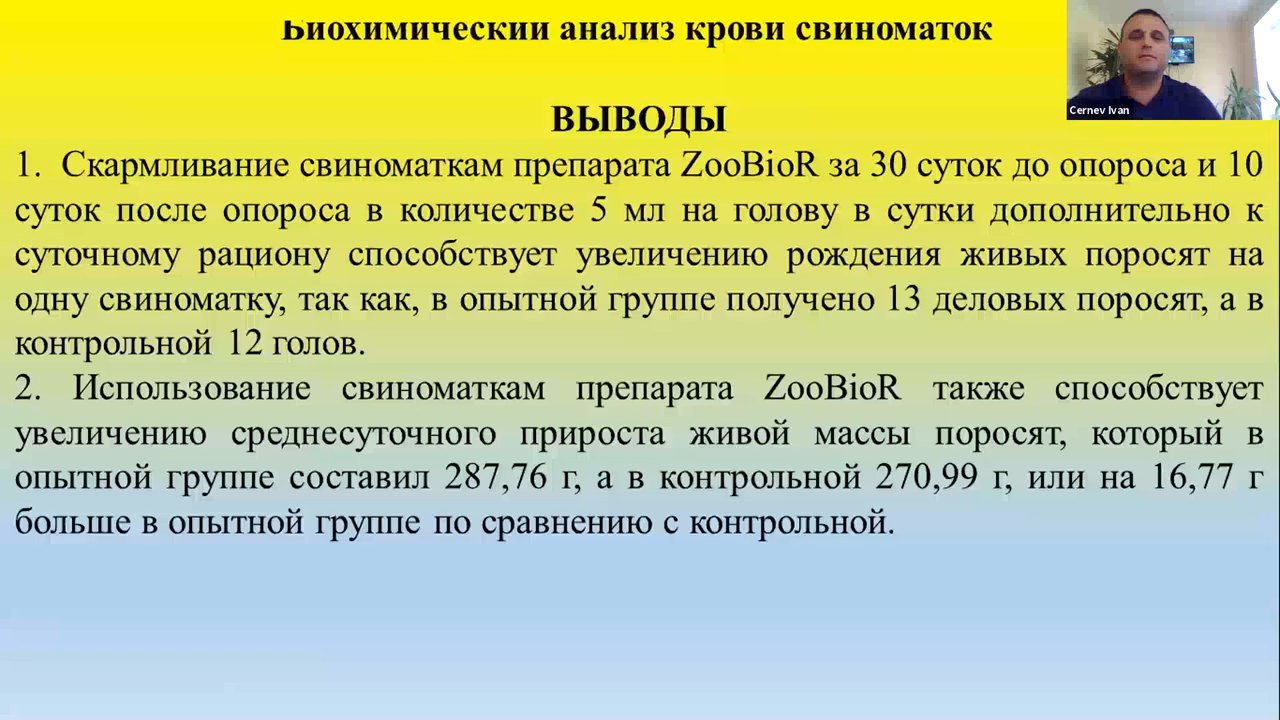 Биохимический анализ крови свиноматок
Cernev Ivan
ВЫВОДЫ
1. Скармливание свиноматкам препарата ZooBioR за 30 суток до опороса и 10
суток после опороса в количестве 5 мл на голову в сутки дополнительно к
суточному рациону способствует увеличению рождения живых поросят на
одну свиноматку, так как, в опытной группе получено 13 деловых поросят, а в
контрольной 12 голов.
2. Использование свиноматкам препарата ZooBioR также способствует
увеличению среднесуточного прироста живой массы поросят, который в
опытной группе составил 287,76 г, а в контрольной 270,99 г, или на 16,77 г
больше в опытной группе по сравнению с контрольной.